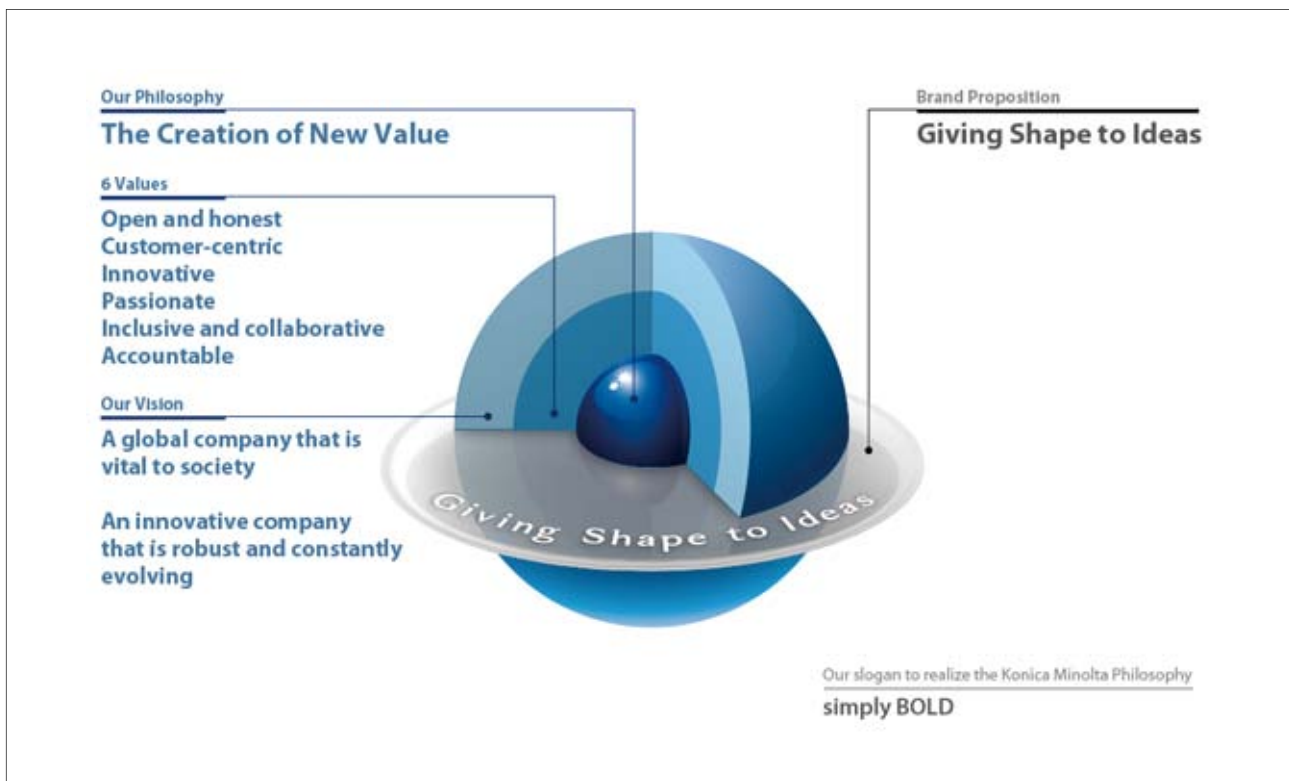 Our Philosophy
The Creation of New Value
6 Values
Open and honest
Customer-centric
Innovative
Passionate
Inclusive and collaborative
Accountable
Our Vision
A global company that is
vital to society
An innovative company
that is robust and constantly
evolving
Brand Proposition
Giving Shape to Ideas
Giving Shape to Ideas
Our slogan to realize the Konica Minolta Philosophy
simply BOLD